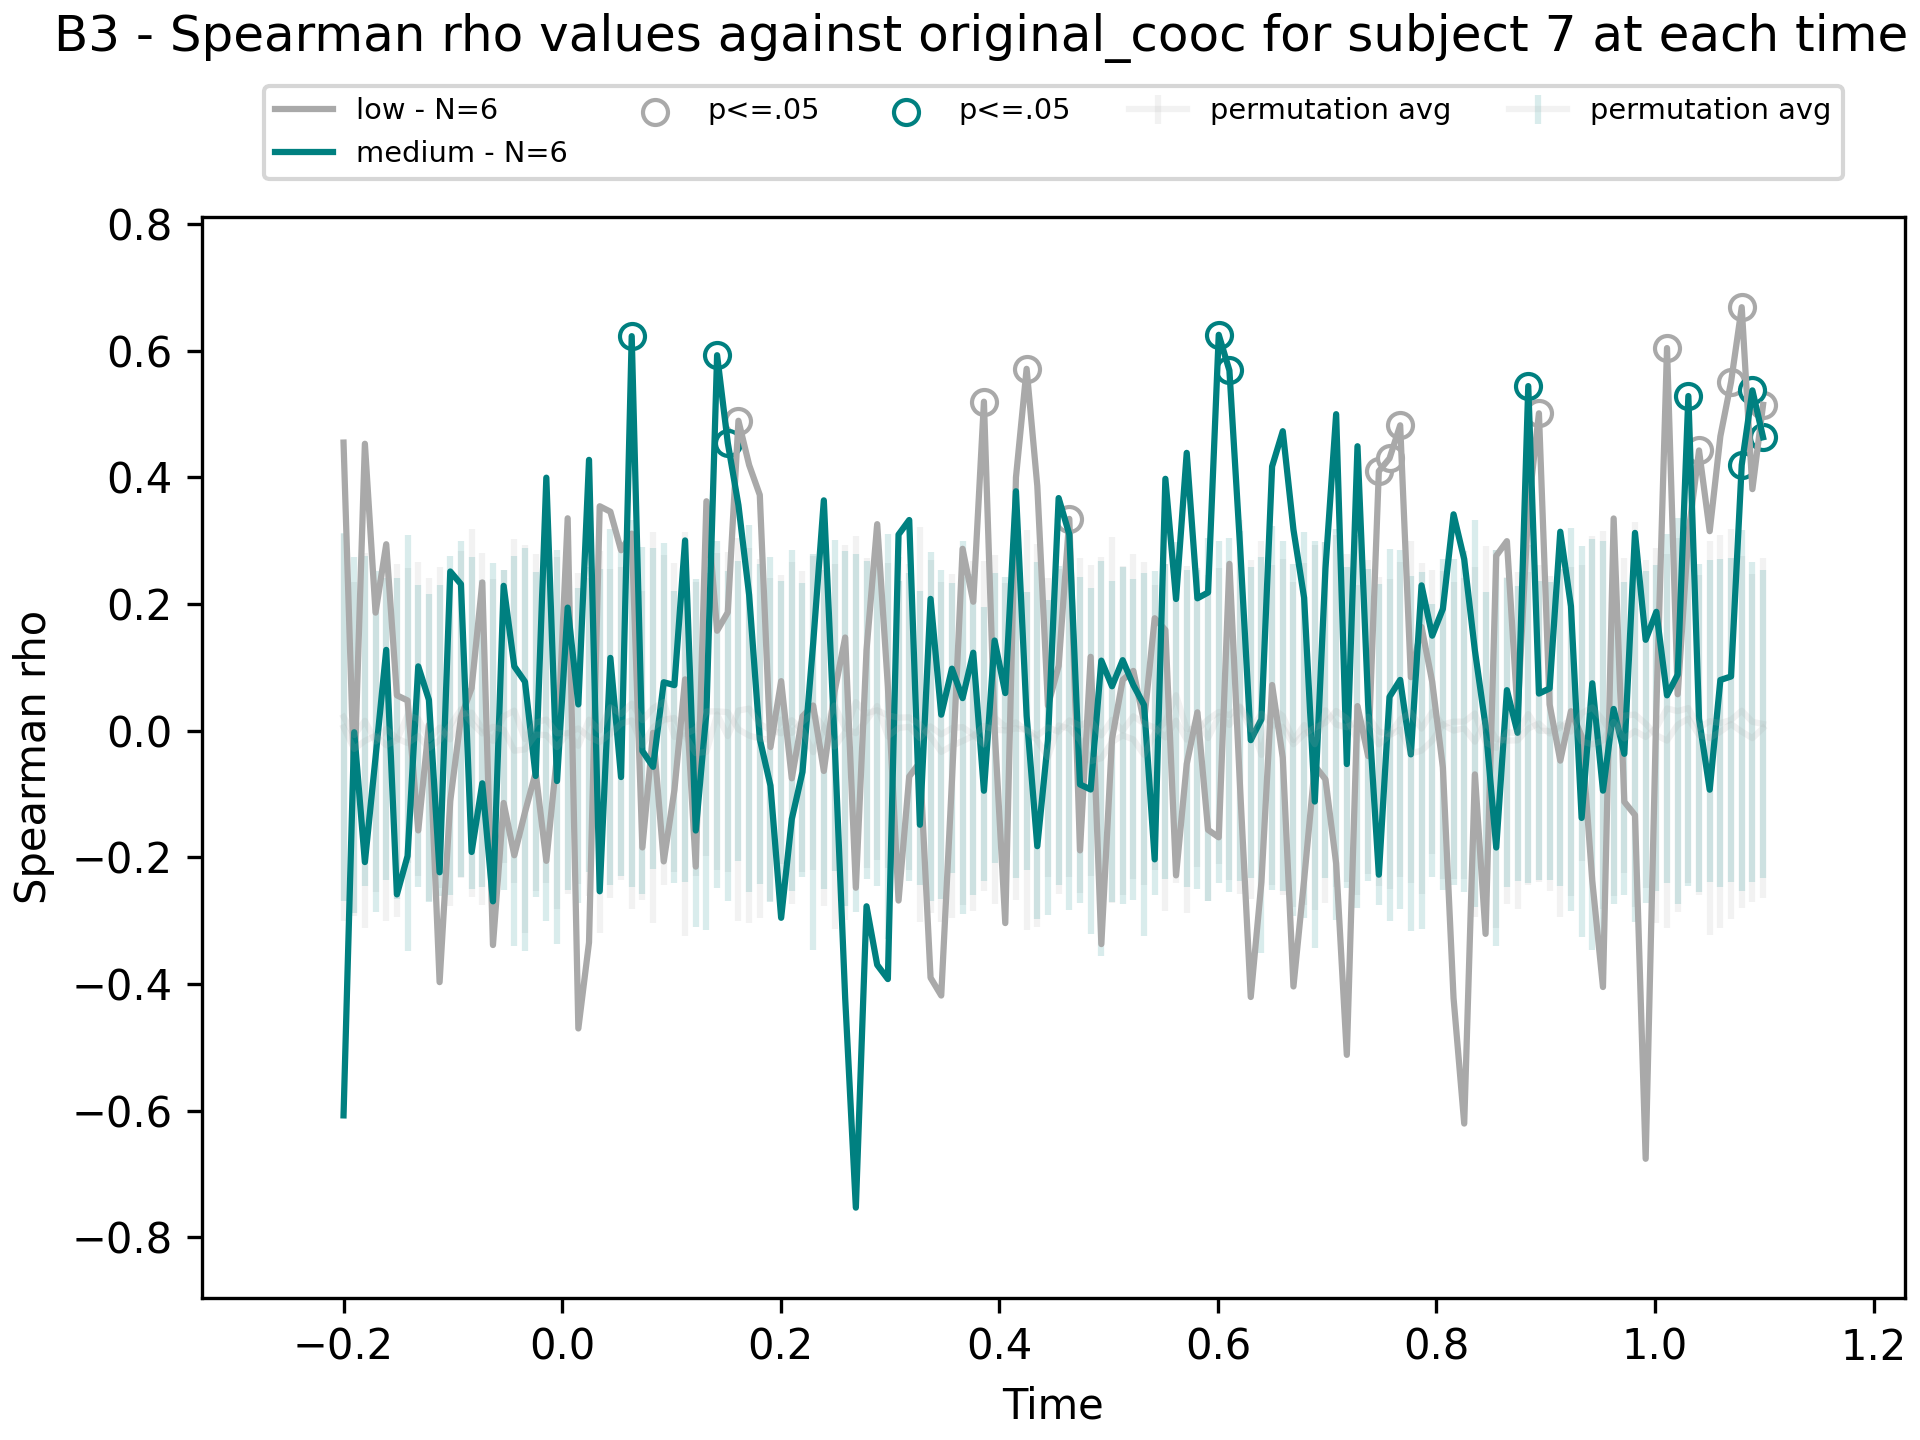 B3 - Spearman rho values against original_cooc for subject 7 at each time
low - N=6
medium - N=6
p<=.05
p<=.05
permutation avg
permutation avg
Spearman rho
0.8
0.6
0.4
0.2
0.0
−0.2
−0.4
−0.6
−0.8
−0.2 0.0 0.2 0.4 0.6 0.8 1.0 1.2
Time